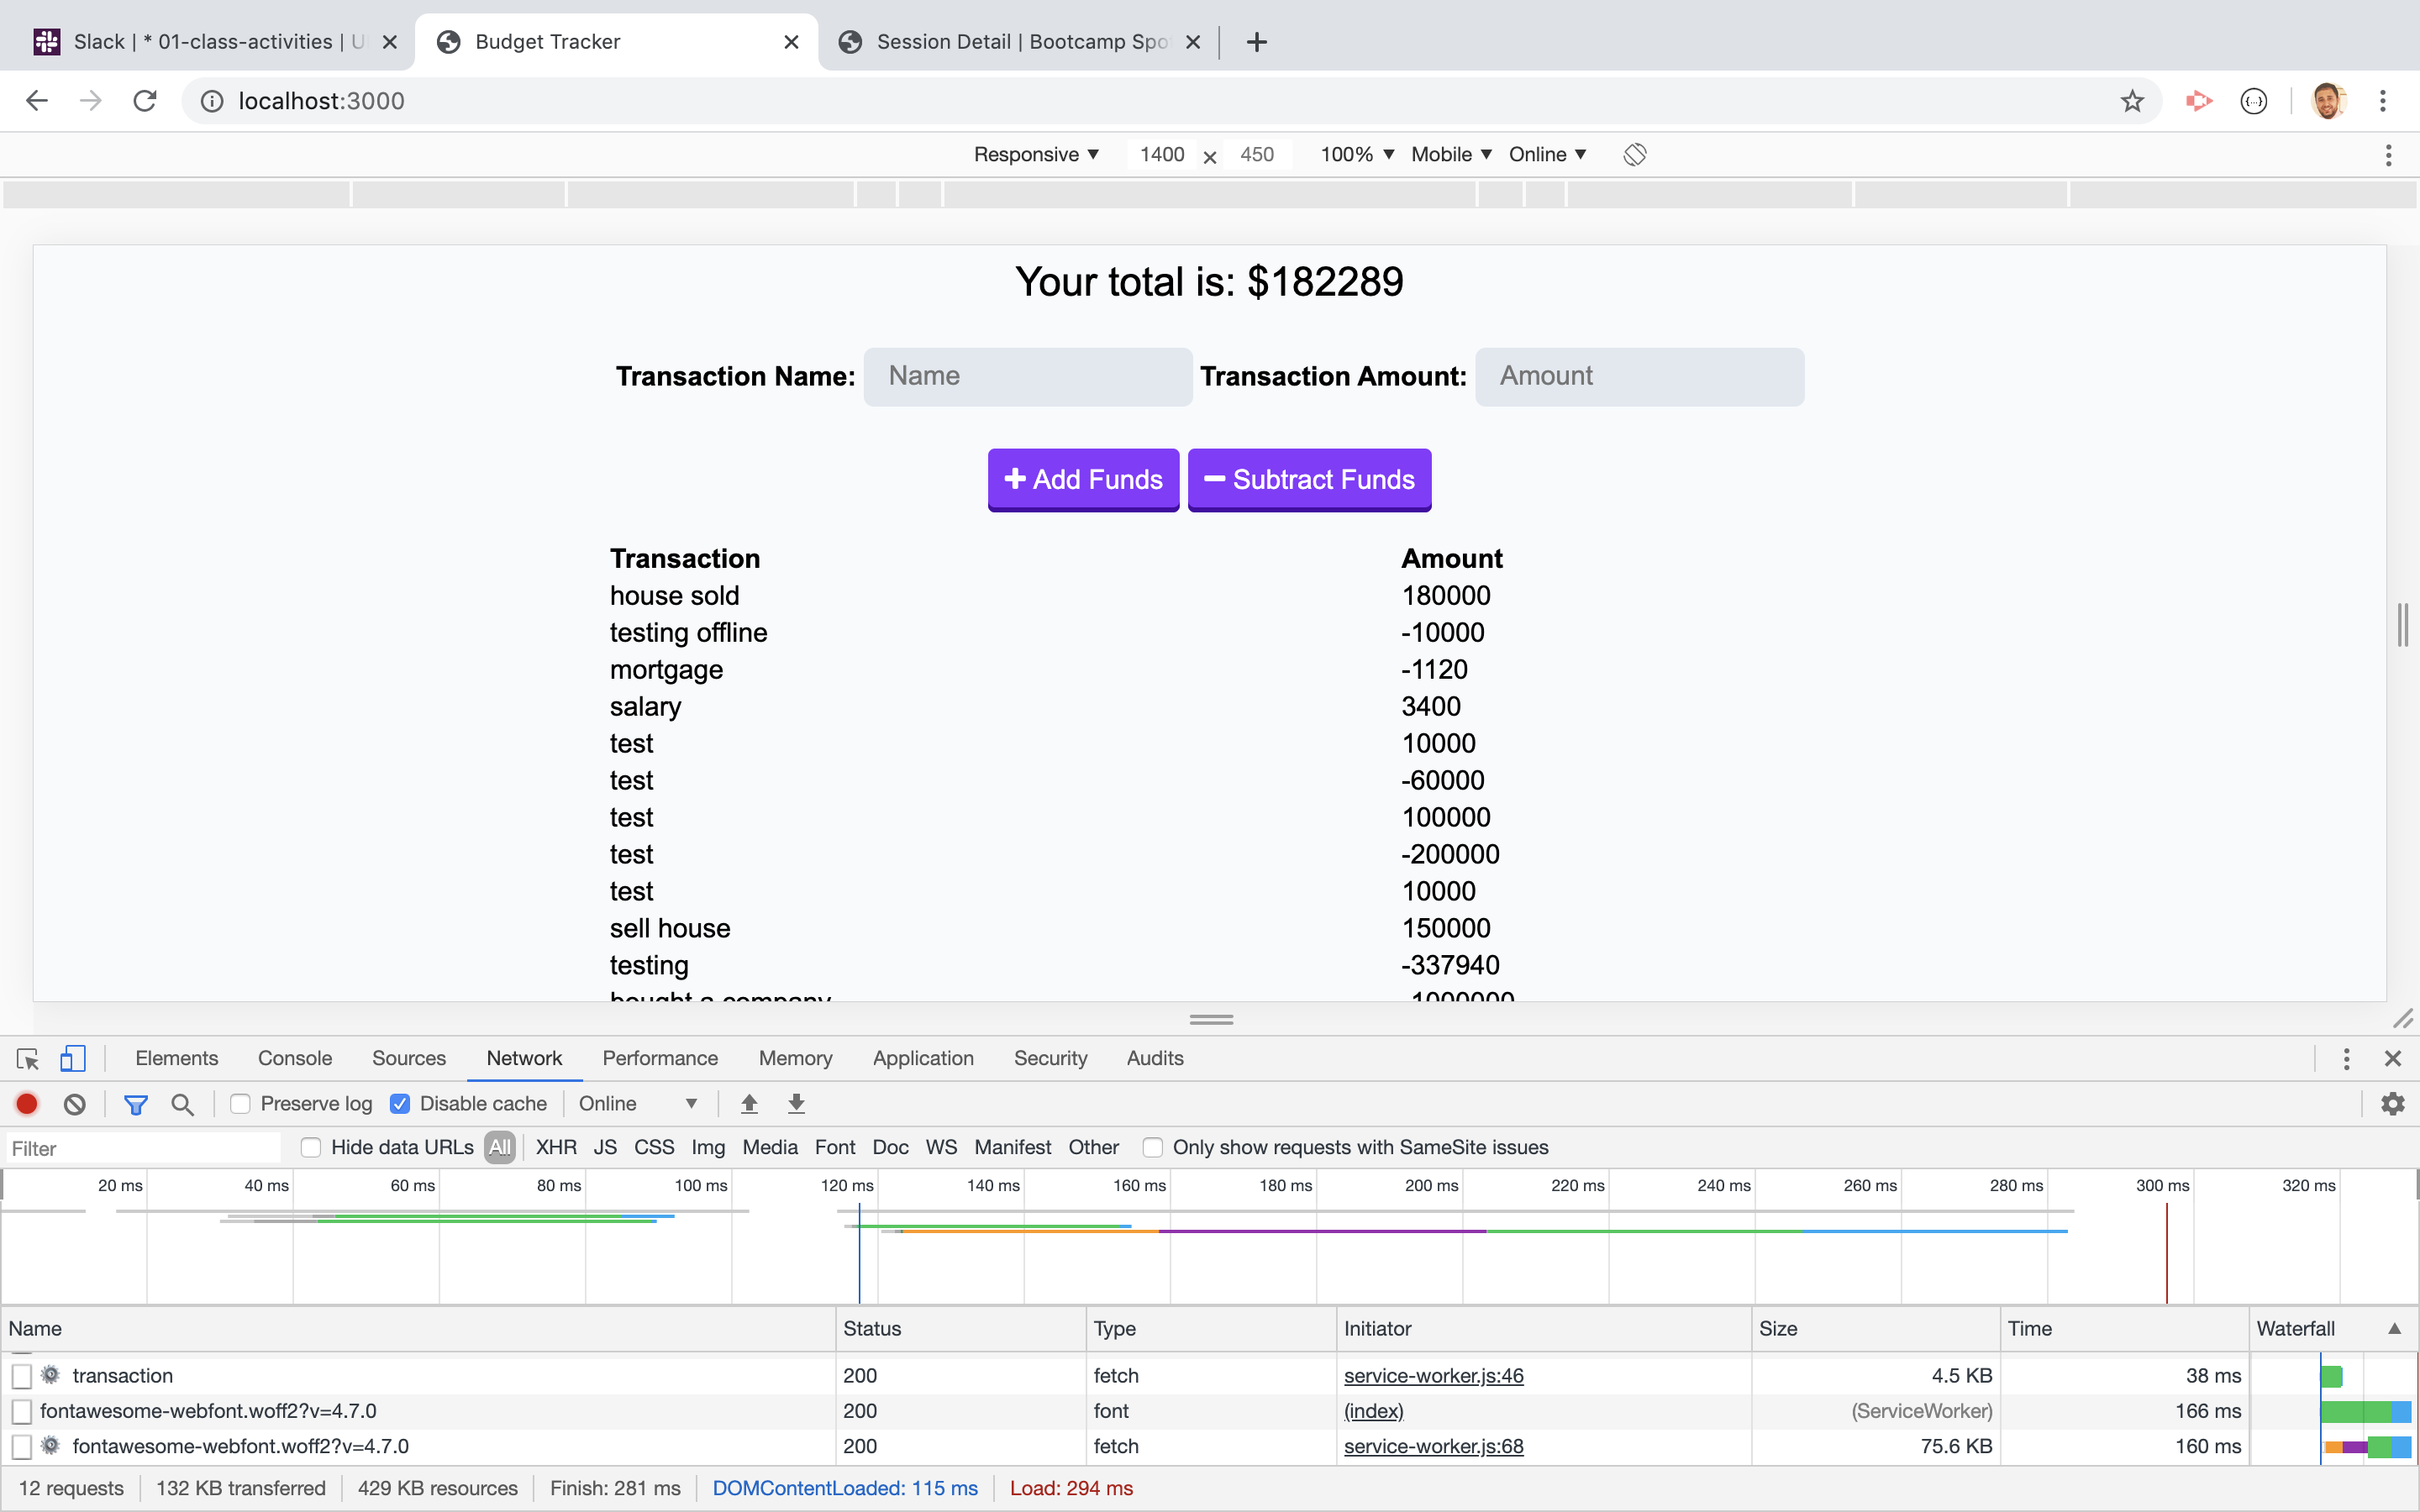 Slack | * 01-class-activities | U
Budget Tracker
Session Detail | Bootcamp Spo
localhost:3000
Responsive ▼ 1400 × 450 100% ▼ Mobile ▼ Online ▼
Your total is: $182289
Transaction Name: Name Transaction Amount: Amount
Add Funds Subtract Funds
Transaction Amount
house sold 180000
testing offline -10000
mortgage -1120
salary 3400
test 10000
test -60000
test 100000
test -200000
test 10000
sell house 150000
testing -337940
bought a company -1000000
Elements Console Sources Network Performance Memory Application Security Audits
Preserve log Disable cache Online ▼
Filter Hide data URLs All XHR JS CSS Img Media Font Doc WS Manifest Other Only show requests with SameSite issues
20 ms 40 ms 60 ms 80 ms 100 ms 120 ms 140 ms 160 ms 180 ms 200 ms 220 ms 240 ms 260 ms 280 ms 300 ms 320 ms
Name Status Type Initiator Size Time Waterfall ▲
transaction 200 fetch service-worker.js:46 4.5 KB 38 ms
fontawesome-webfont.woff2?v=4.7.0 200 font (index) (ServiceWorker) 166 ms
fontawesome-webfont.woff2?v=4.7.0 200 fetch service-worker.js:68 75.6 KB 160 ms
12 requests 132 KB transferred 429 KB resources Finish: 281 ms DOMContentLoaded: 115 ms Load: 294 ms